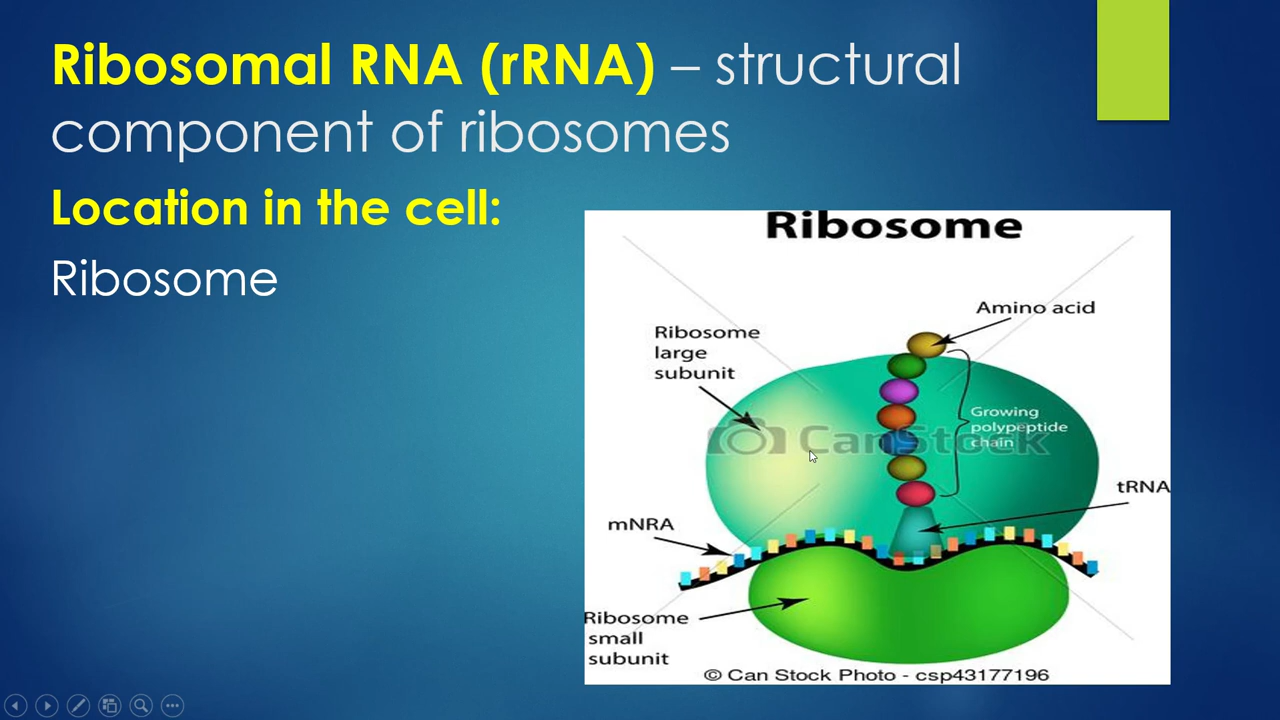 Ribosomal RNA (rRNA) – structural
component of ribosomes
Location in the cell:
Ribosome
Ribosome
Amino acid
Ribosome
large
subunit
Growing
polypeptide
chain
CanStock
tRNA
mNRA
Ribosome
small
subunit
© Can Stock Photo - csp43177196